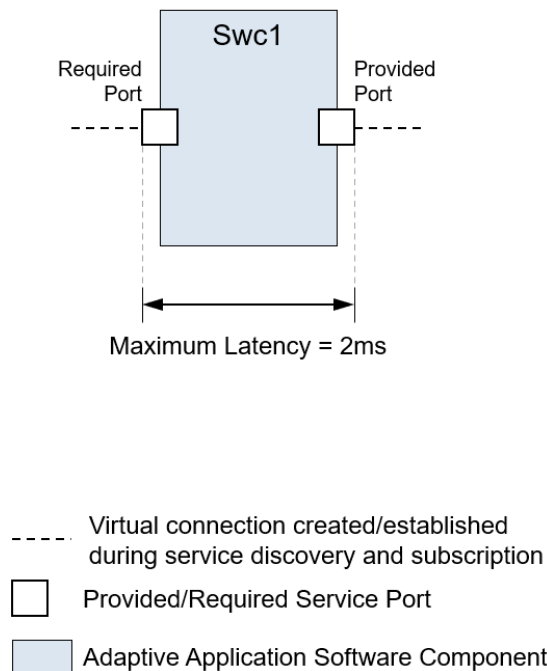 Swc1
Required
Port
Provided
Port
Maximum Latency = 2ms
Virtual connection created/established
during service discovery and subscription
Provided/Required Service Port
Adaptive Application Software Component